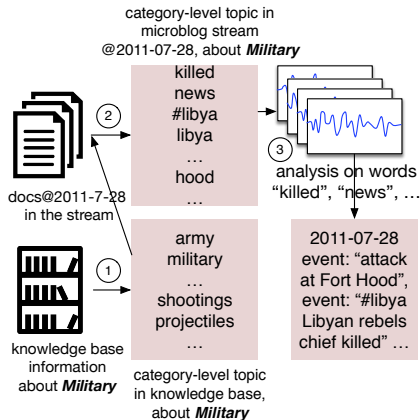 category-level topic in
microblog stream
@2011-07-28, about Military
killed
news
#libya
libya
...
hood
...
2
docs@2011-7-28
in the stream
3
analysis on words
"killed", "news", ...
1
knowledge base
information
about Military
army
military
...
shootings
projectiles
...
category-level topic
in knowledge base,
about Military
2011-07-28
event: "attack
at Fort Hood",
event: "#libya
Libyan rebels
chief killed" ...